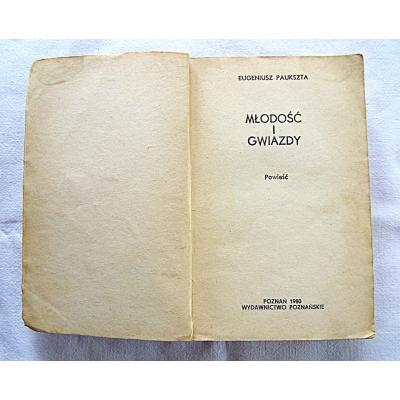 EUGENIUSZ PAUKSZTA
MŁODOŚĆ
I
GWIAZDY
Powieść
POZNAŃ 1980
WYDAWNICTWO POZNAŃSKIE